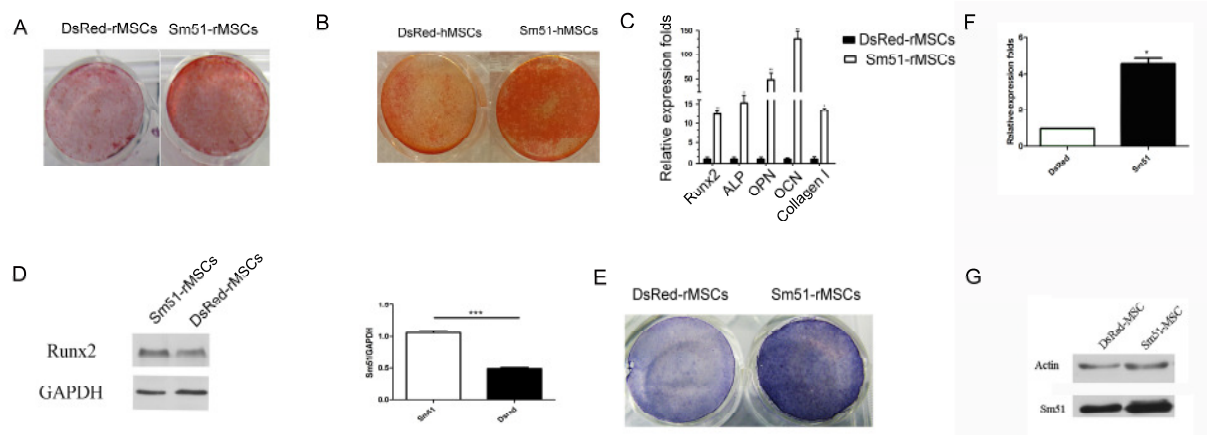 A
DsRed-rMSCs
Sm51-rMSCs
B
DsRed-hMSCs
Sm51-hMSCs
C
Relative expression folds
150
100
50
15
10
5
0
Runx2
ALP
OPN
OCN
Collagen I
DsRed-rMSCs
Sm51-rMSCs
F
Relative expression folds
6
4
2
0
*
DsRed
Sm51
D
Sm51-rMSCs
DsRed-rMSCs
Runx2
GAPDH
Sm51/GAPDH
1.5
1.0
0.5
0.0
***
E
DsRed-rMSCs
Sm51-rMSCs
G
DsRed-MSC
Sm51-MSC
Actin
Sm51